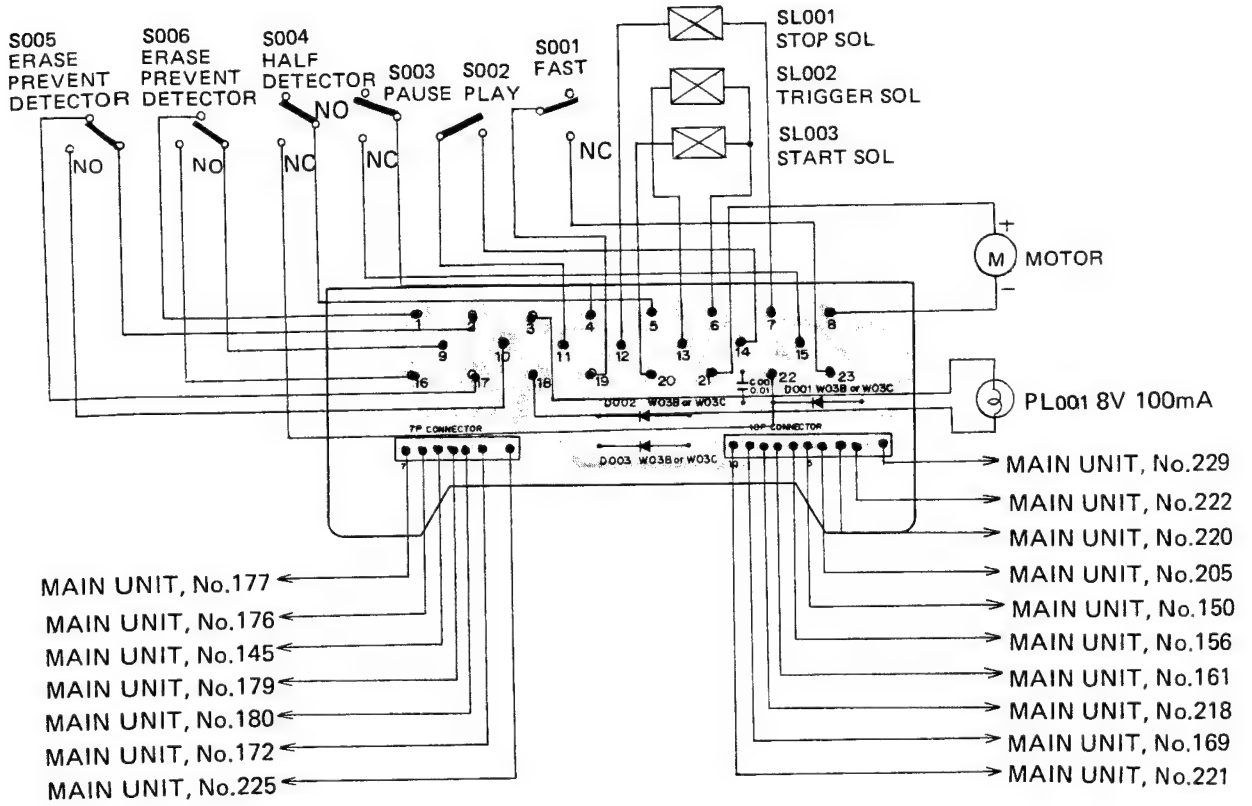 S005
ERASE
PREVENT
DETECTOR
S006
ERASE
PREVENT
DETECTOR
S004
HALF
DETECTOR
S003
PAUSE
S002
PLAY
S001
FAST
SL001
STOP SOL
SL002
TRIGGER SOL
SL003
START SOL
NO
NO
NC
NO
NC
NC
+
M MOTOR
−
1 2 3 4 5 6 7 8
9 10 11 12 13 14 15
16 17 18 19 20 21 22 23
0.01
D001 W03B or W03C
D002 W03B or W03C
D003 W03B or W03C
7P CONNECTOR
7
10P CONNECTOR
10 5
PL001 8V 100mA
MAIN UNIT, No.177
MAIN UNIT, No.176
MAIN UNIT, No.145
MAIN UNIT, No.179
MAIN UNIT, No.180
MAIN UNIT, No.172
MAIN UNIT, No.225
MAIN UNIT, No.229
MAIN UNIT, No.222
MAIN UNIT, No.220
MAIN UNIT, No.205
MAIN UNIT, No.150
MAIN UNIT, No.156
MAIN UNIT, No.161
MAIN UNIT, No.218
MAIN UNIT, No.169
MAIN UNIT, No.221